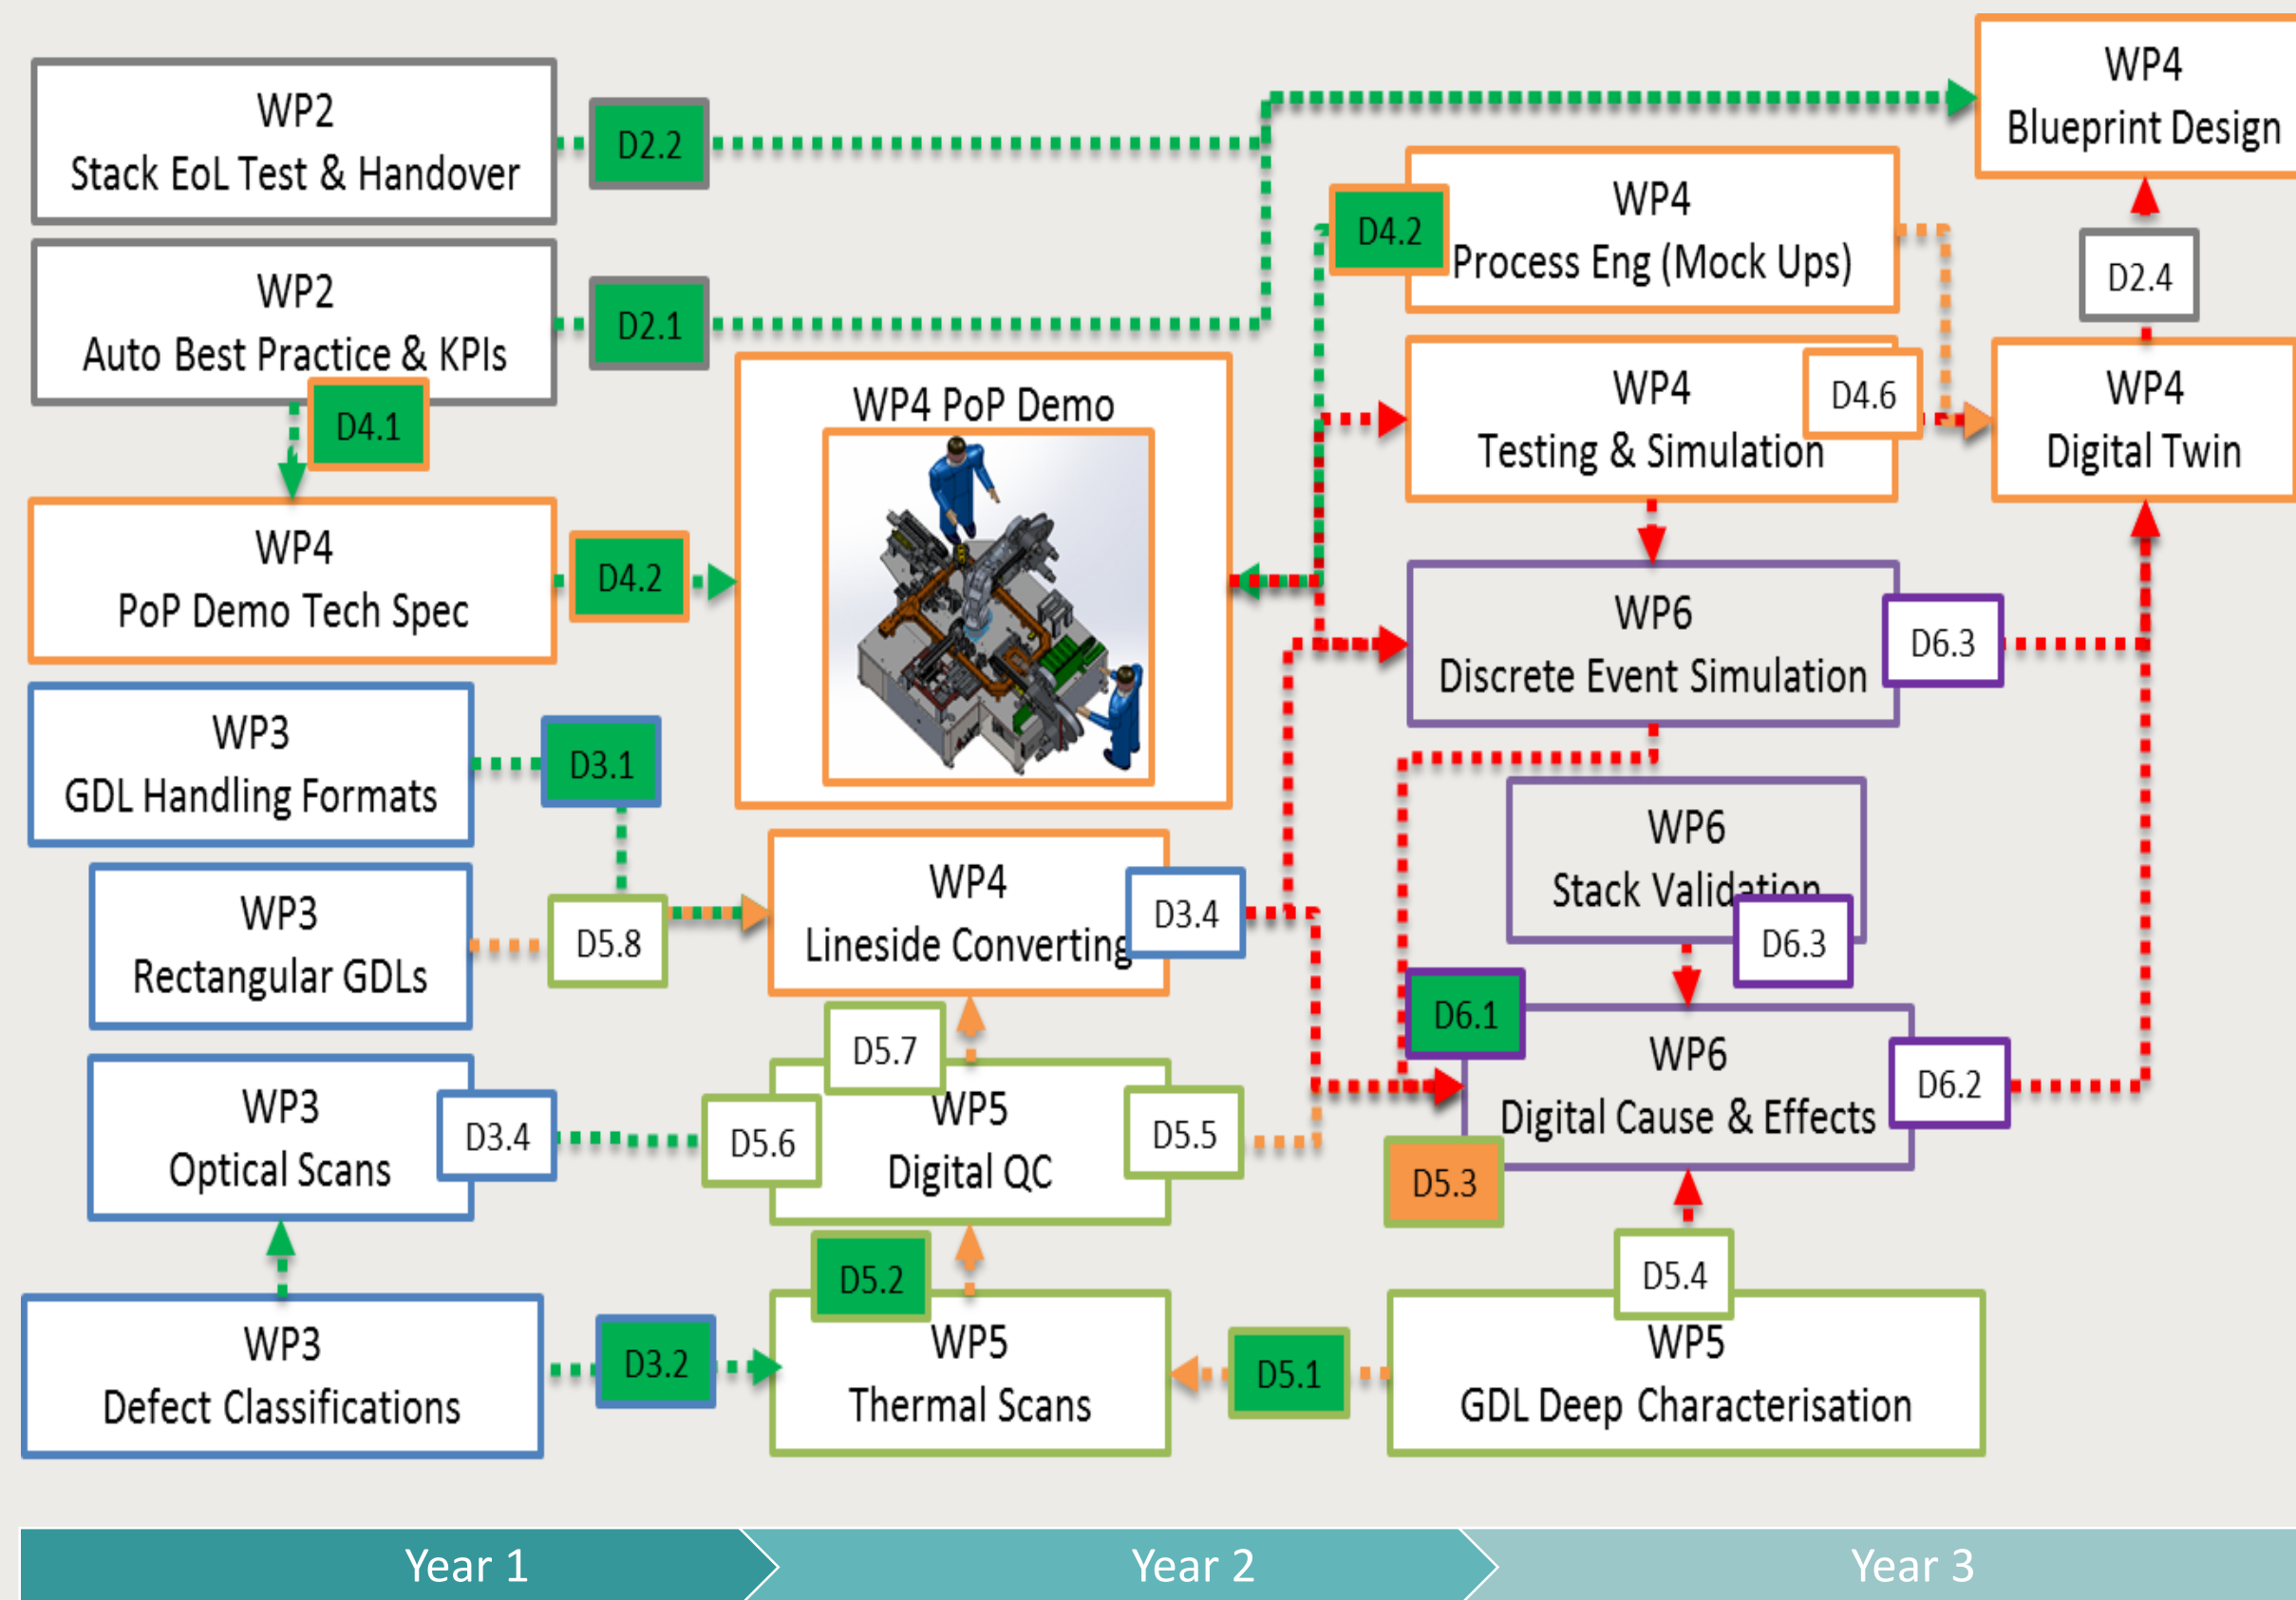 WP2
Stack EoL Test & Handover
D2.2
WP4
Blueprint Design
WP4
Process Eng (Mock Ups)
D4.2
D2.4
WP2
Auto Best Practice & KPIs
D2.1
D4.1
WP4 PoP Demo
WP4
Testing & Simulation
D4.6
WP4
Digital Twin
WP4
PoP Demo Tech Spec
D4.2
WP6
Discrete Event Simulation
D6.3
WP3
GDL Handling Formats
D3.1
WP6
Stack Validation
D6.3
WP3
Rectangular GDLs
D5.8
WP4
Lineside Converting
D3.4
D6.1
WP6
Digital Cause & Effects
D6.2
D5.3
WP3
Optical Scans
D3.4
D5.6
D5.7
WP5
Digital QC
D5.5
D5.2
D5.4
WP3
Defect Classifications
D3.2
WP5
Thermal Scans
D5.1
WP5
GDL Deep Characterisation
Year 1
Year 2
Year 3